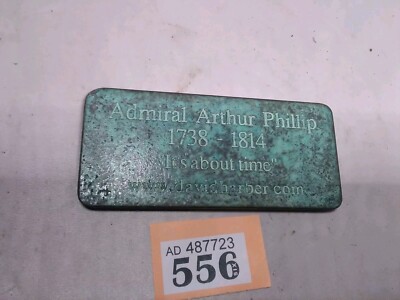 Admiral Arthur Phillip
1738 - 1814
"It's about time"
www.davidharber.com
AD 487723
556